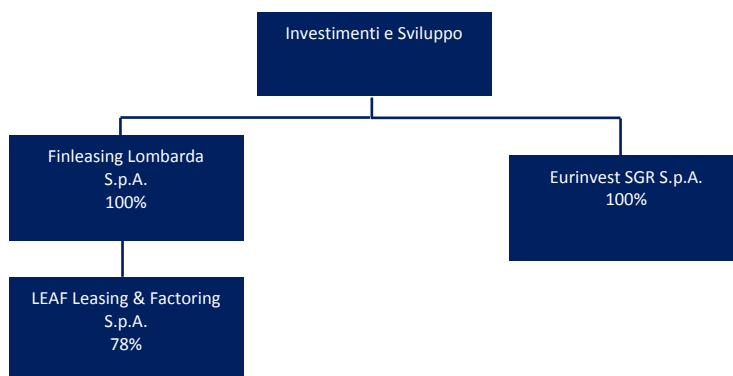 Investimenti e Sviluppo
Finleasing Lombarda
S.p.A.
100%
Eurinvest SGR S.p.A.
100%
LEAF Leasing & Factoring
S.p.A.
78%